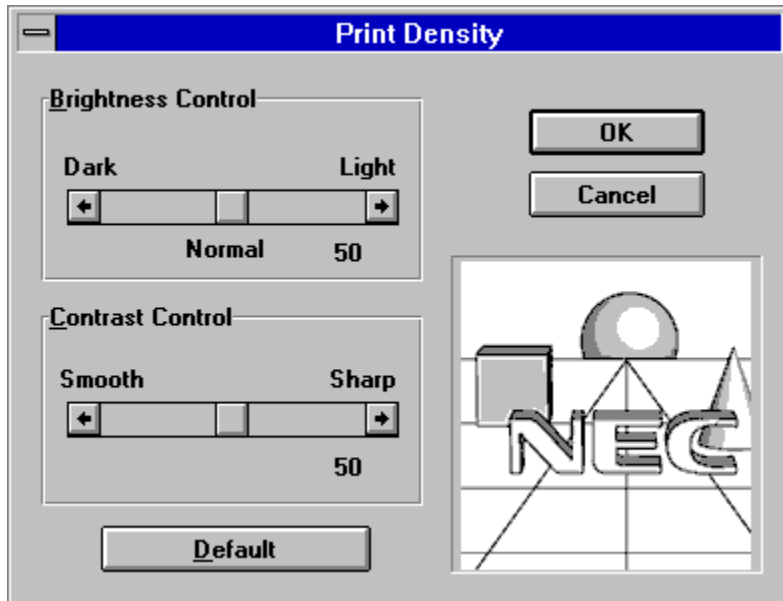 Print Density
Brightness Control
Dark Light
Normal 50
Contrast Control
Smooth Sharp
50
Default
OK
Cancel
NEC